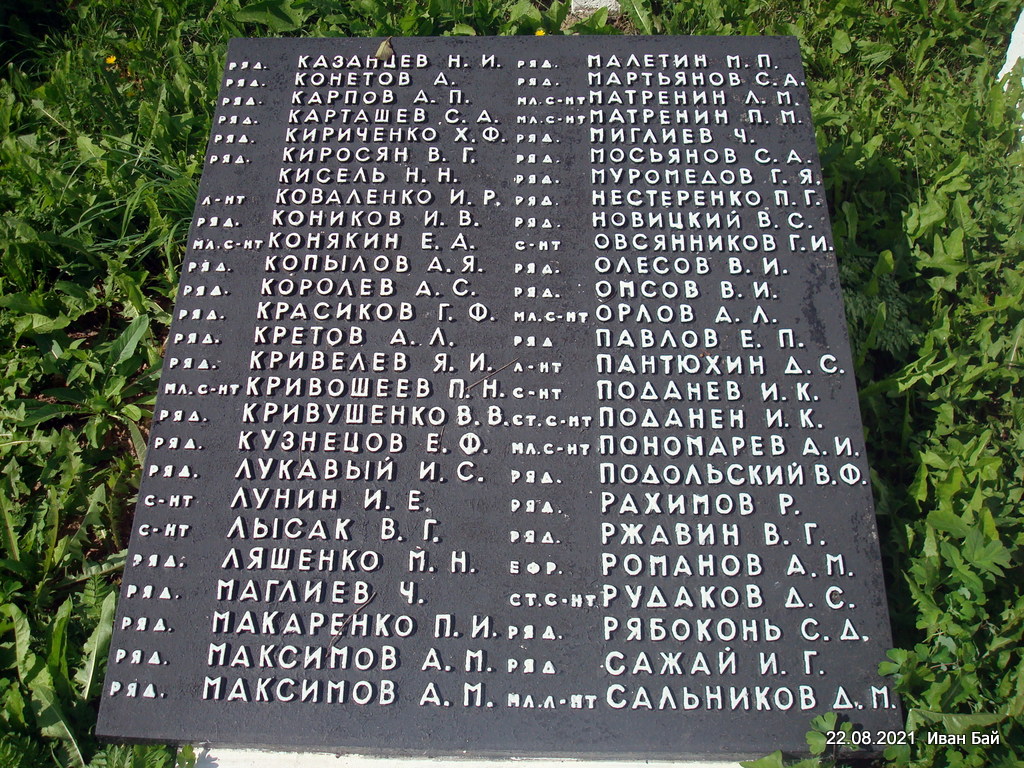 РЯД. КАЗАНЦЕВ Н. И.
РЯД. КОНЕТОВ А.
РЯД. КАРПОВ А. П.
РЯД. КАРТАШЕВ С. А.
РЯД. КИРИЧЕНКО Х.Ф.
РЯД. КИРОСЯН В. Г.
КИСЕЛЬ Н. Н.
Л-НТ КОВАЛЕНКО И. Р.
РЯД. КОНИКОВ И. В.
МЛ.С-НТ КОНЯКИН Е. А.
РЯД. КОПЫЛОВ А. Я.
РЯД. КОРОЛЕВ А. С.
РЯД. КРАСИКОВ Г. Ф.
РЯД. КРЕТОВ А. Л.
РЯД. КРИВЕЛЕВ Я. И.
МЛ.С-НТ КРИВОШЕЕВ П. Н.
РЯД. КРИВУШЕНКО В. В.
РЯД. КУЗНЕЦОВ Е. Ф.
РЯД. ЛУКАВЫЙ И. С.
С-НТ ЛУНИН И. Е.
С-НТ ЛЫСАК В. Г.
РЯД. ЛЯШЕНКО М. Н.
РЯД. МАГЛИЕВ Ч.
РЯД. МАКАРЕНКО П. И.
РЯД. МАКСИМОВ А. М.
РЯД. МАКСИМОВ А. М.
РЯД. МАЛЕТИН М. П.
РЯД. МАРТЬЯНОВ С. А.
МЛ.С-НТ МАТРЕНИН Л. М.
МЛ.С-НТ МАТРЕНИН П. М.
РЯД. МИГЛИЕВ Ч.
РЯД. МОСЬЯНОВ С. А.
РЯД. МУРОМЕДОВ Г. Я.
РЯД. НЕСТЕРЕНКО П. Г.
РЯД. НОВИЦКИЙ В. С.
С-НТ ОВСЯННИКОВ Г. И.
РЯД. ОЛЕСОВ В. И.
РЯД. ОМСОВ В. И.
МЛ.С-НТ ОРЛОВ А. Л.
РЯД ПАВЛОВ Е. П.
Л-НТ ПАНТЮХИН Д. С.
С-НТ ПОДАНЕВ И. К.
СТ.С-НТ ПОДАНЕН И. К.
МЛ.С-НТ ПОНОМАРЕВ А. И.
РЯД. ПОДОЛЬСКИЙ В.Ф.
РЯД. РАХИМОВ Р.
РЯД. РЖАВИН В. Г.
ЕФР. РОМАНОВ А. М.
СТ.С-НТ РУДАКОВ Д. С.
РЯД. РЯБОКОНЬ С. Д.
РЯД САЖАЙ И. Г.
МЛ.Л-НТ САЛЬНИКОВ Д. М.
22.08.2021 Иван Бай